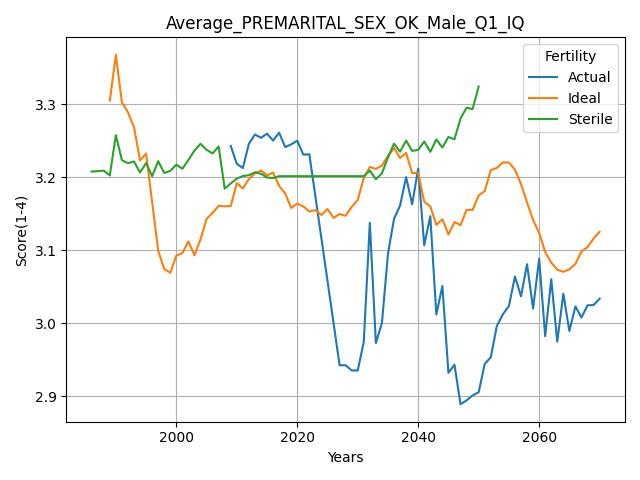 Average_PREMARITAL_SEX_OK_Male_Q1_IQ
Fertility
Actual
Ideal
Sterile
Score(1-4)
3.3
3.2
3.1
3.0
2.9
2000
2020
2040
2060
Years